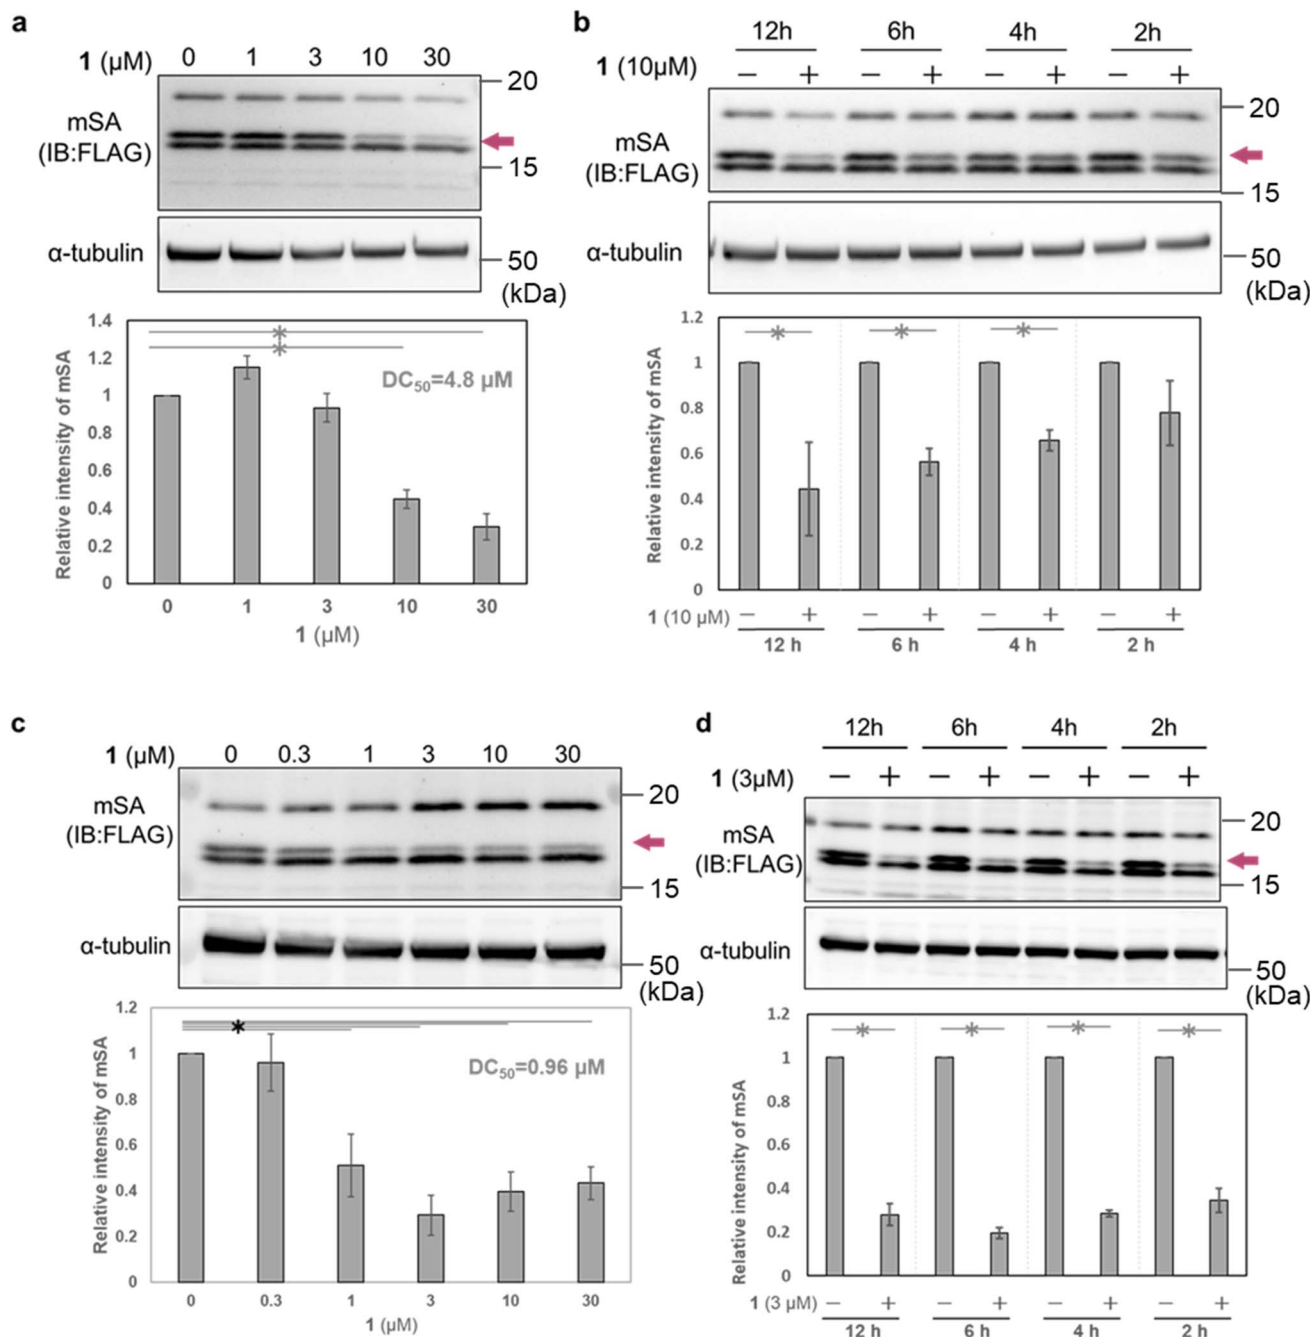 a
1 (µM) 0 1 3 10 30
mSA
(IB:FLAG)
20
15
α-tubulin
50
(kDa)
1.4
1.2
1
0.8
0.6
0.4
0.2
0
Relative intensity of mSA
*
*
DC50=4.8 µM
0 1 3 10 30
1 (µM)
b
12h 6h 4h 2h
1 (10µM) − + − + − + − +
mSA
(IB:FLAG)
20
15
α-tubulin
50
(kDa)
1.2
1
0.8
0.6
0.4
0.2
0
Relative intensity of mSA
* * *
1 (10 µM) − + − + − + − +
12 h 6 h 4 h 2 h
c
1 (µM) 0 0.3 1 3 10 30
mSA
(IB:FLAG)
20
15
α-tubulin
50
(kDa)
1.2
1
0.8
0.6
0.4
0.2
0
Relative intensity of mSA
*
DC50=0.96 µM
0 0.3 1 3 10 30
1 (µM)
d
12h 6h 4h 2h
1 (3µM) − + − + − + − +
mSA
(IB:FLAG)
20
15
α-tubulin
50
(kDa)
1.2
1
0.8
0.6
0.4
0.2
0
Relative intensity of mSA
* * * *
1 (3 µM) − + − + − + − +
12 h 6 h 4 h 2 h